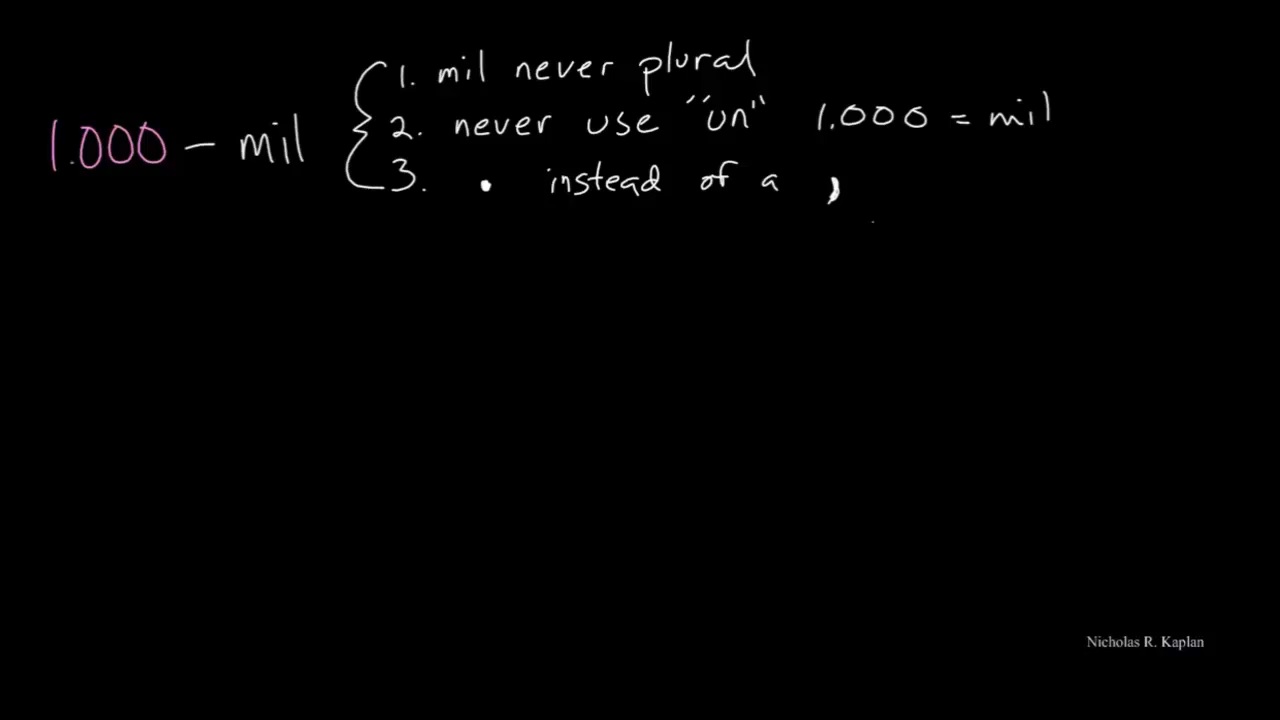 1.000 – mil
1. mil never plural
2. never use "un" 1.000 = mil
3. . instead of a ,
Nicholas R. Kaplan